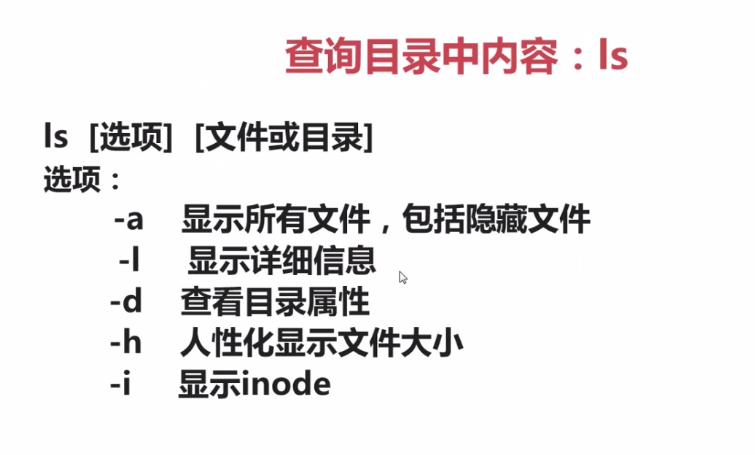 查询目录中内容：ls
ls [选项] [文件或目录]
选项：
-a 显示所有文件，包括隐藏文件
-l 显示详细信息
-d 查看目录属性
-h 人性化显示文件大小
-i 显示inode